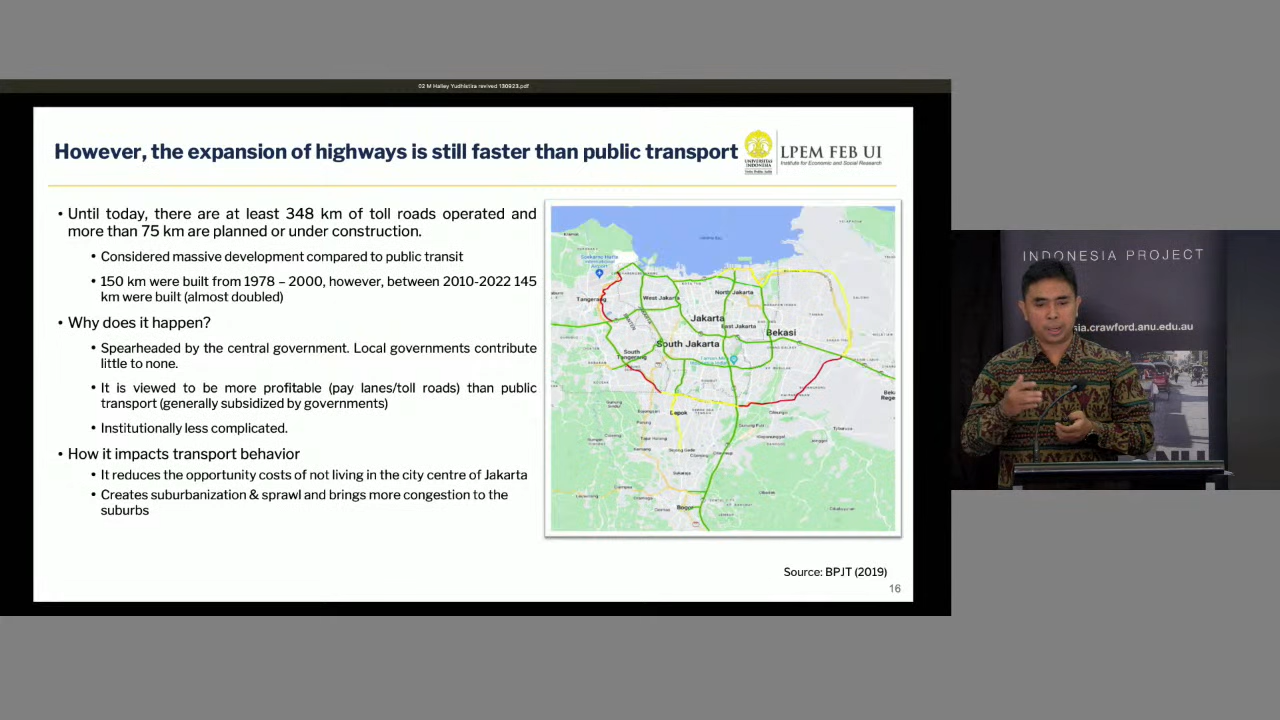 02 M Halley Yudhistira revived 180923.pdf
However, the expansion of highways is still faster than public transport
UNIVERSITAS
INDONESIA
LPEM FEB UI
Institute for Economic and Social Research
• Until today, there are at least 348 km of toll roads operated and
more than 75 km are planned or under construction.
• Considered massive development compared to public transit
• 150 km were built from 1978 – 2000, however, between 2010-2022 145
km were built (almost doubled)
• Why does it happen?
• Spearheaded by the central government. Local governments contribute
little to none.
• It is viewed to be more profitable (pay lanes/toll roads) than public
transport (generally subsidized by governments)
• Institutionally less complicated.
• How it impacts transport behavior
• It reduces the opportunity costs of not living in the city centre of Jakarta
• Creates suburbanization & sprawl and brings more congestion to the
suburbs
Tangerang
West Jakarta
North Jakarta
Jakarta
East Jakarta
Bekasi
South Jakarta
South
Tangerang
Depok
Bogor
Source: BPJT (2019)
16
INDONESIA PROJECT
sia.crawford.anu.edu.au